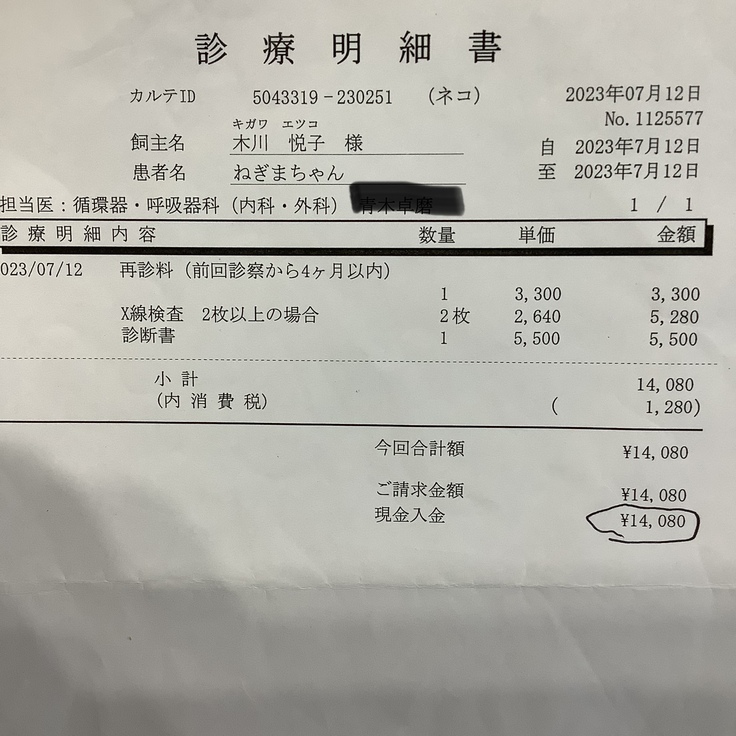 診療明細書
カルテID 5043319-230251 (ネコ) 2023年07月12日
No.1125577
キガワ エツコ
飼主名 木川 悦子 様 自 2023年7月12日
患者名 ねぎまちゃん 至 2023年7月12日
担当医：循環器・呼吸器科（内科・外科） 1 / 1
診療明細内容 数量 単価 金額
023/07/12 再診料（前回診察から4ヶ月以内）
1 3,300 3,300
X線検査 2枚以上の場合 2枚 2,640 5,280
診断書 1 5,500 5,500
小計 14,080
（内消費税） ( 1,280)
今回合計額 ¥14,080
ご請求金額 ¥14,080
現金入金 ¥14,080